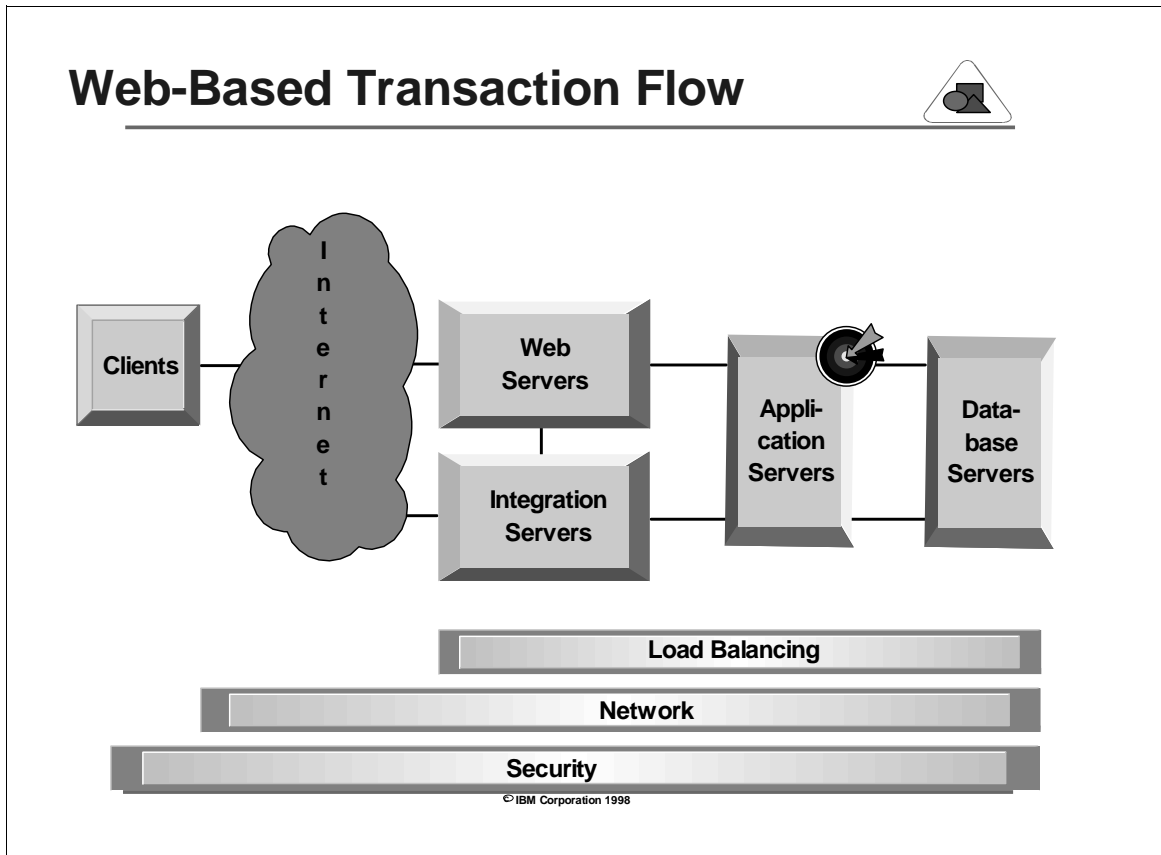 Web-Based Transaction Flow
Internet
Clients
Web
Servers
Integration
Servers
Appli-
cation
Servers
Data-
base
Servers
Load Balancing
Network
Security
© IBM Corporation 1998